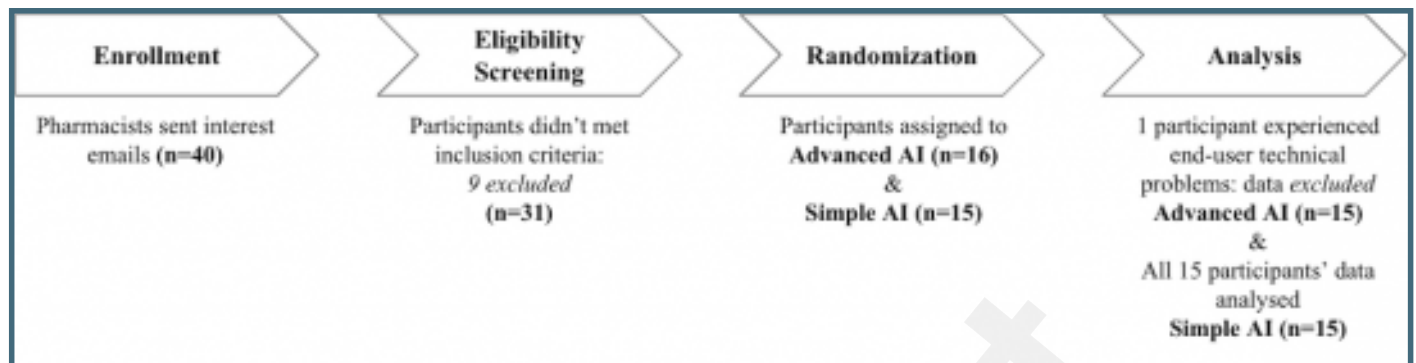 Enrollment
Pharmacists sent interest
emails (n=40)
Eligibility
Screening
Participants didn't met
inclusion criteria:
9 excluded
(n=31)
Randomization
Participants assigned to
Advanced AI (n=16)
&
Simple AI (n=15)
Analysis
1 participant experienced
end-user technical
problems: data excluded
Advanced AI (n=15)
&
All 15 participants' data
analysed
Simple AI (n=15)